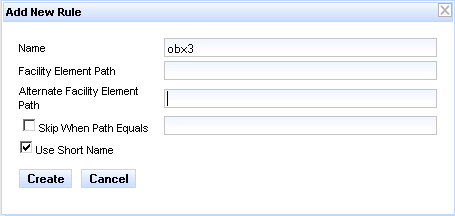 Add New Rule
Name obx3
Facility Element Path
Alternate Facility Element
Path
Skip When Path Equals
Use Short Name
Create Cancel